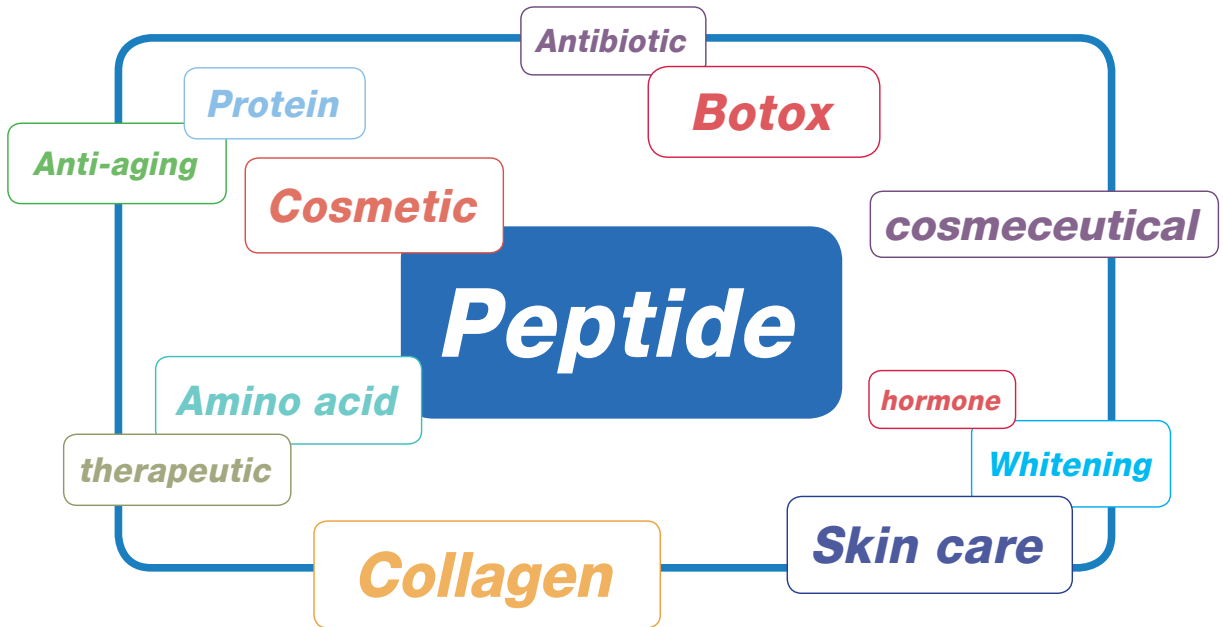 Antibiotic
Protein
Botox
Anti-aging
Cosmetic
cosmeceutical
Peptide
Amino acid
hormone
therapeutic
Whitening
Skin care
Collagen